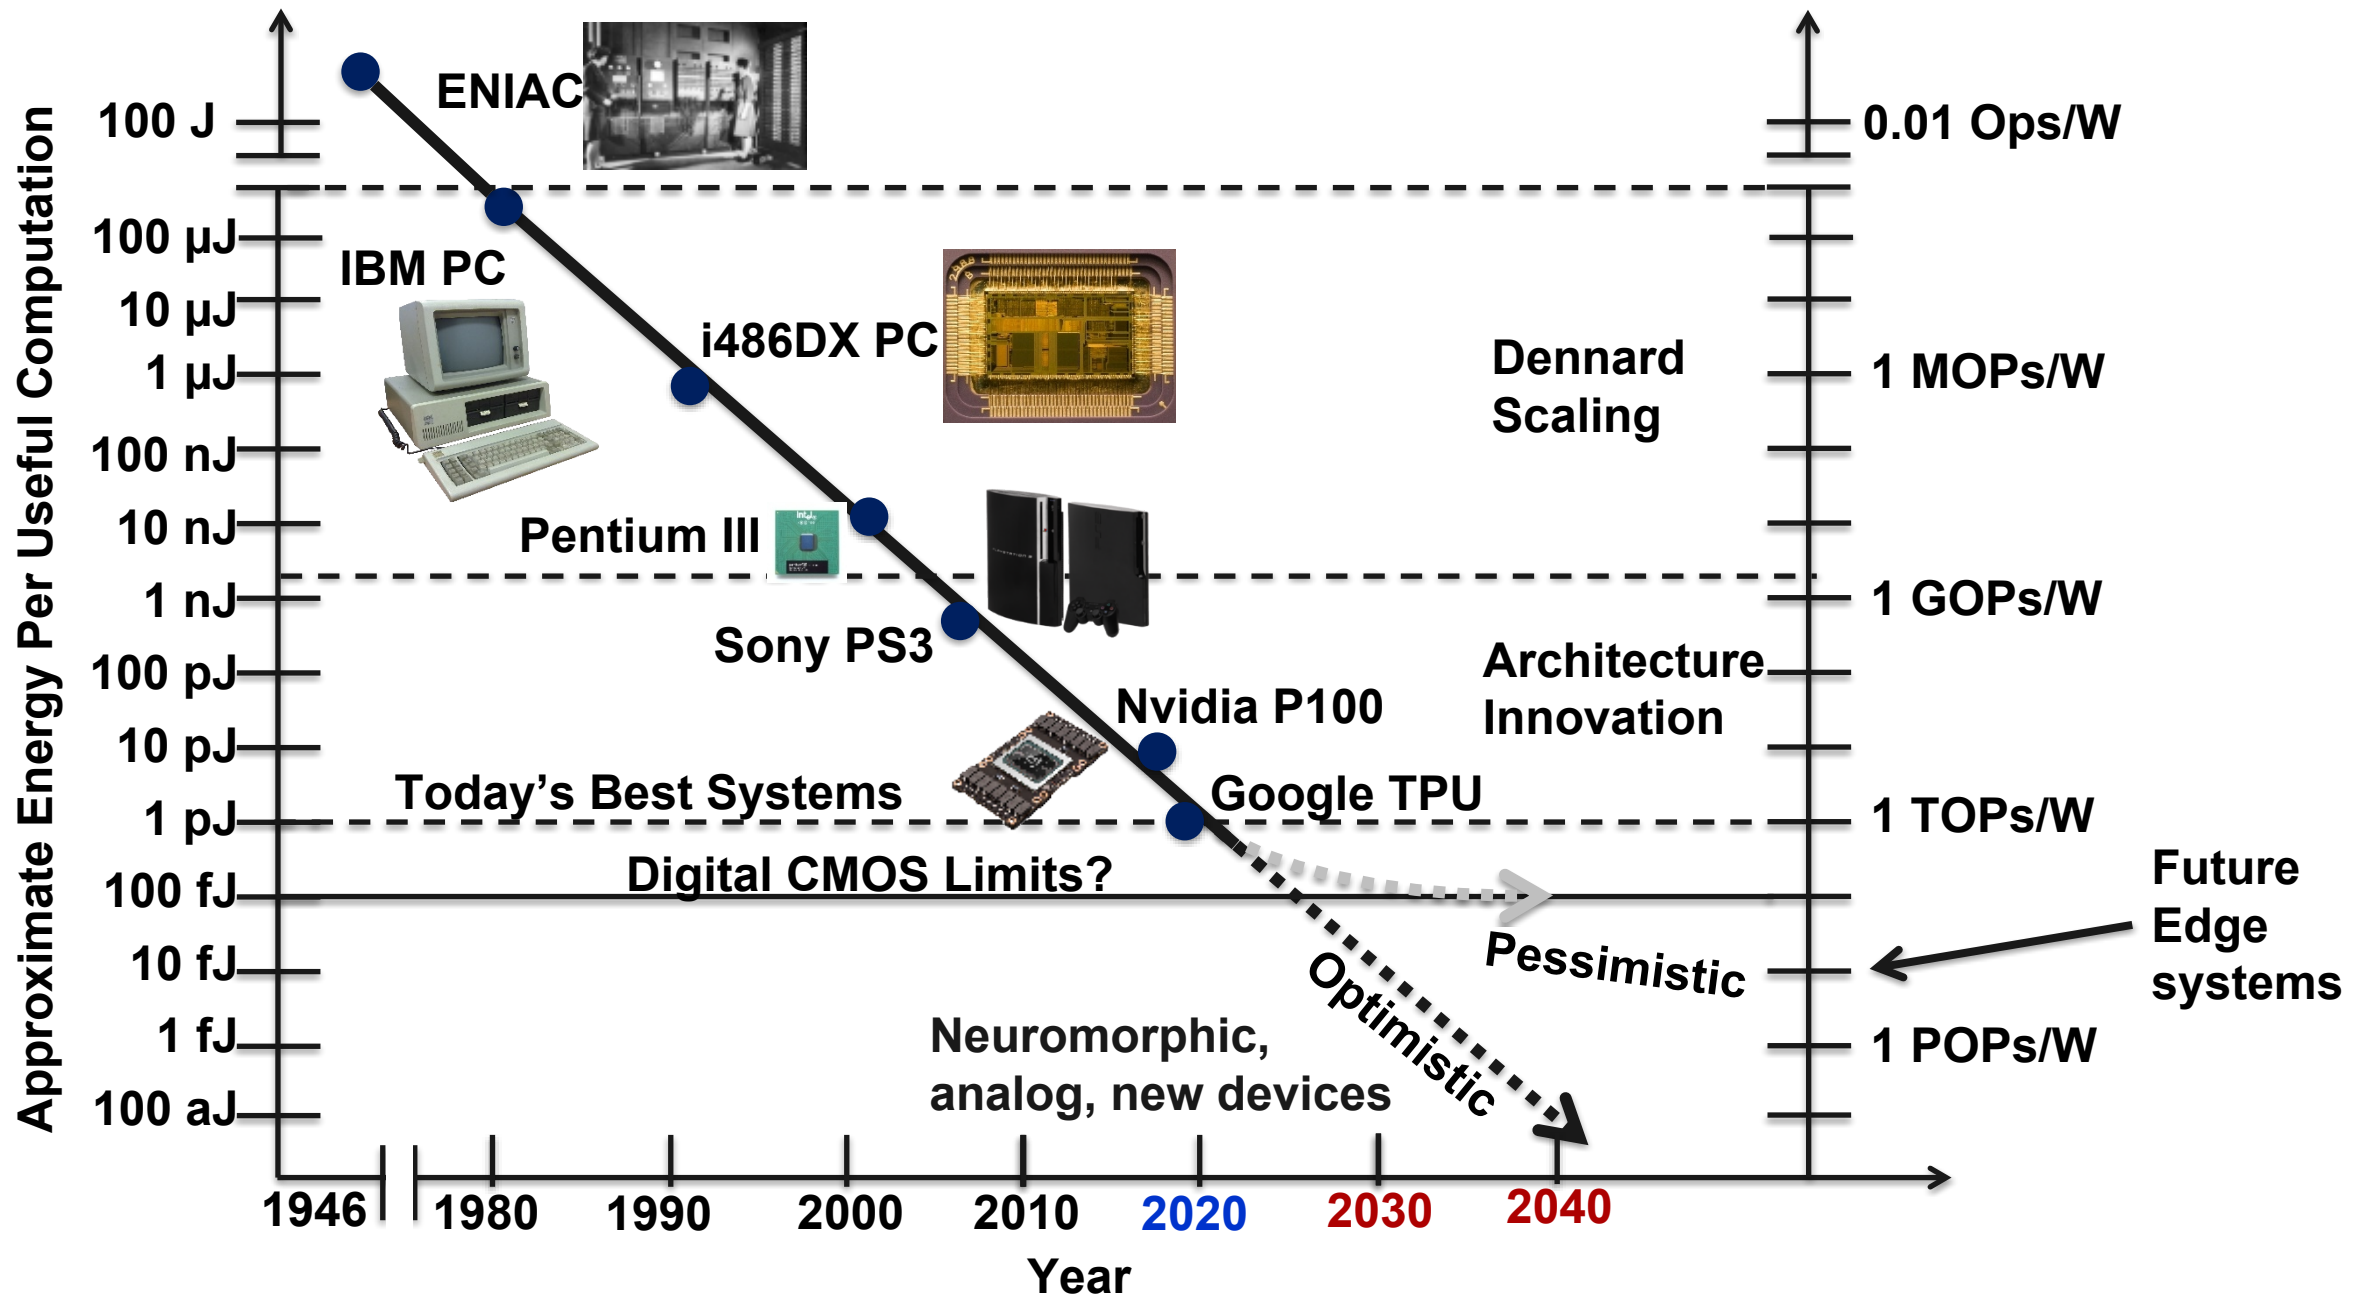 Approximate Energy Per Useful Computation
100 J
100 µJ
10 µJ
1 µJ
100 nJ
10 nJ
1 nJ
100 pJ
10 pJ
1 pJ
100 fJ
10 fJ
1 fJ
100 aJ
ENIAC
IBM PC
i486DX PC
Pentium III
intel
Sony PS3
Nvidia P100
Google TPU
Today's Best Systems
Digital CMOS Limits?
Dennard
Scaling
Architecture
Innovation
Pessimistic
Optimistic
Neuromorphic,
analog, new devices
0.01 Ops/W
1 MOPs/W
1 GOPs/W
1 TOPs/W
1 POPs/W
Future
Edge
systems
1946
1980
1990
2000
2010
2020
2030
2040
Year